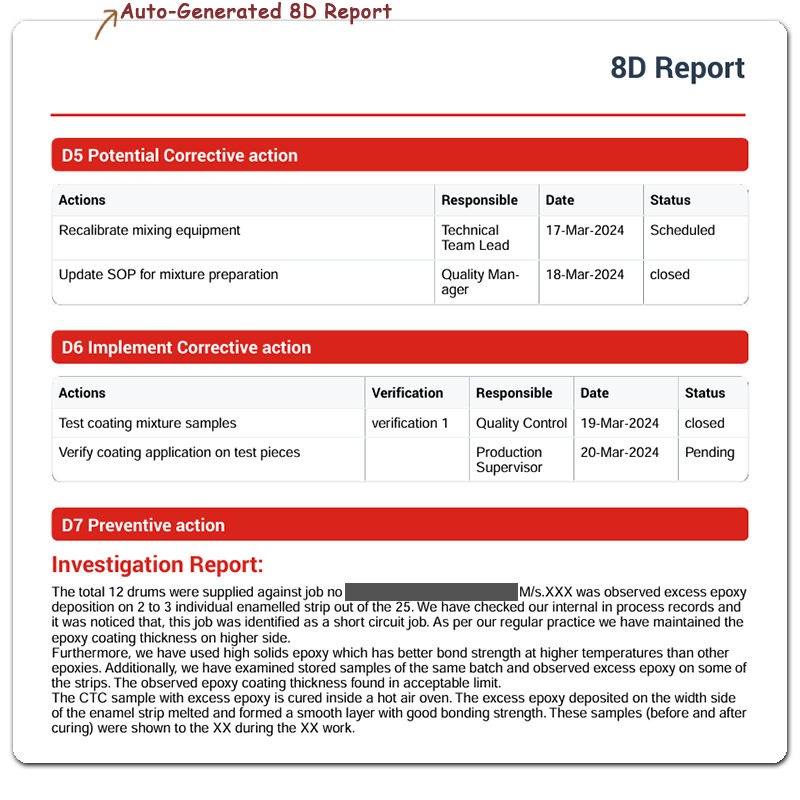 Auto-Generated 8D Report
8D Report
D5 Potential Corrective action
Actions Responsible Date Status
Recalibrate mixing equipment Technical Team Lead 17-Mar-2024 Scheduled
Update SOP for mixture preparation Quality Man-ager 18-Mar-2024 closed
D6 Implement Corrective action
Actions Verification Responsible Date Status
Test coating mixture samples verification 1 Quality Control 19-Mar-2024 closed
Verify coating application on test pieces Production Supervisor 20-Mar-2024 Pending
D7 Preventive action
Investigation Report:
The total 12 drums were supplied against job no M/s.XXX was observed excess epoxy
deposition on 2 to 3 individual enamelled strip out of the 25. We have checked our internal in process records and
it was noticed that, this job was identified as a short circuit job. As per our regular practice we have maintained the
epoxy coating thickness on higher side.
Furthermore, we have used high solids epoxy which has better bond strength at higher temperatures than other
epoxies. Additionally, we have examined stored samples of the same batch and observed excess epoxy on some of
the strips. The observed epoxy coating thickness found in acceptable limit.
The CTC sample with excess epoxy is cured inside a hot air oven. The excess epoxy deposited on the width side
of the enamel strip melted and formed a smooth layer with good bonding strength. These samples (before and after
curing) were shown to the XX during the XX work.